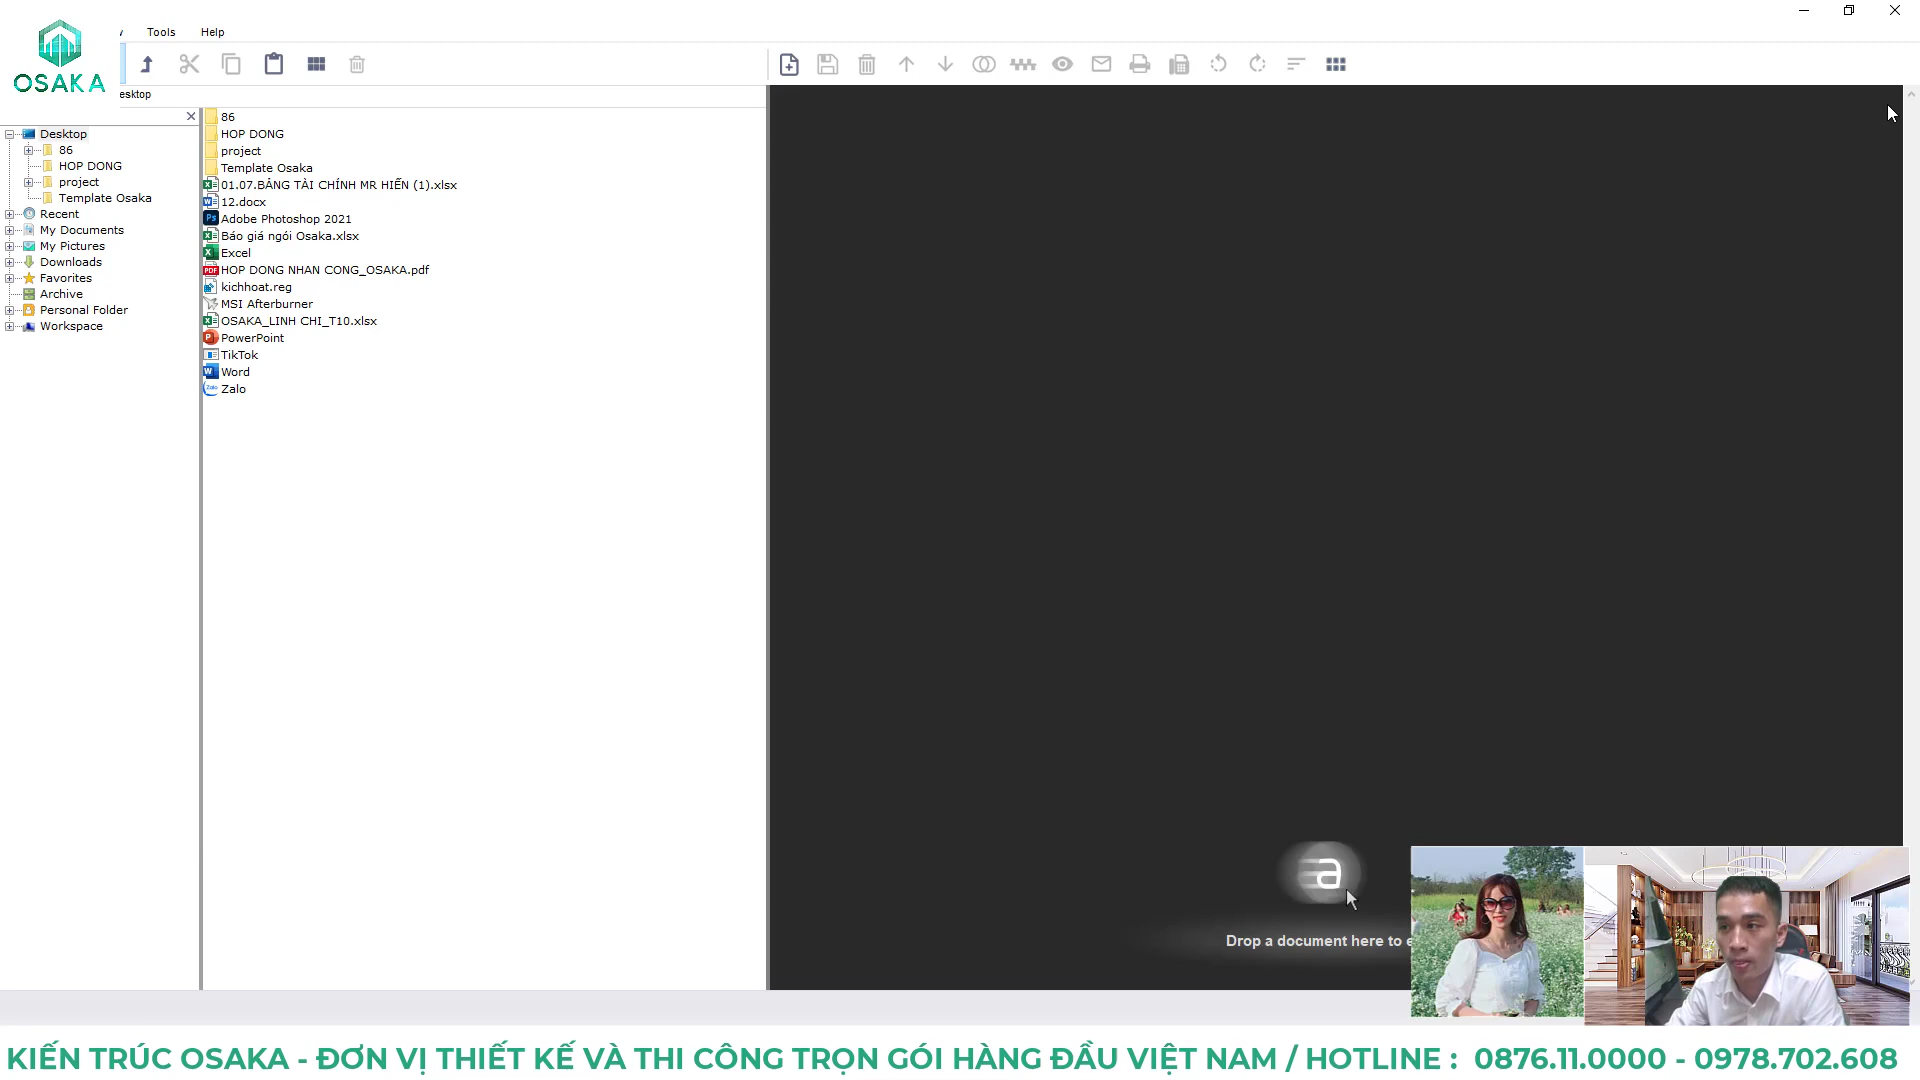 OSAKA
Tools
Help
esktop
Desktop
86
HOP DONG
project
Template Osaka
Recent
My Documents
My Pictures
Downloads
Favorites
Archive
Personal Folder
Workspace
86
HOP DONG
project
Template Osaka
01.07.BẢNG TÀI CHÍNH MR HIỂN (1).xlsx
12.docx
Adobe Photoshop 2021
Báo giá ngói Osaka.xlsx
Excel
HOP DONG NHAN CONG_OSAKA.pdf
kichhoat.reg
MSI Afterburner
OSAKA_LINH CHI_T10.xlsx
PowerPoint
TikTok
Word
Zalo
Drop a document here to e
KIẾN TRÚC OSAKA - ĐƠN VỊ THIẾT KẾ VÀ THI CÔNG TRỌN GÓI HÀNG ĐẦU VIỆT NAM / HOTLINE : 0876.11.0000 - 0978.702.608